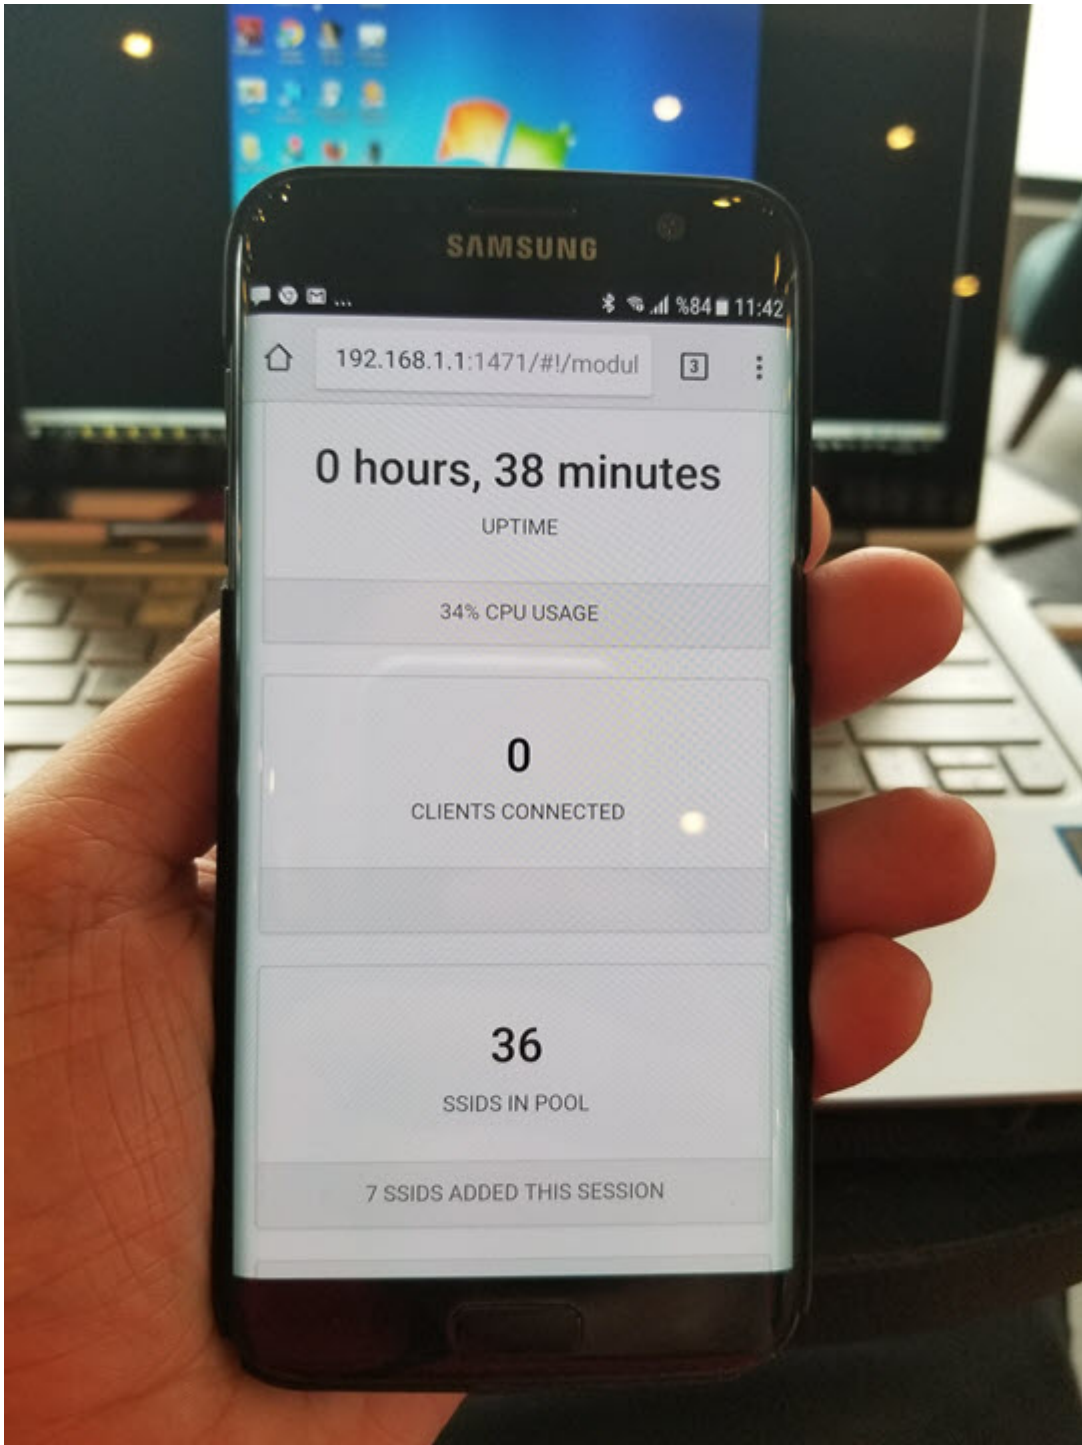 SAMSUNG
... %84 11:42
192.168.1.1:1471/#!/modul 3
0 hours, 38 minutes
UPTIME
34% CPU USAGE
0
CLIENTS CONNECTED
36
SSIDS IN POOL
7 SSIDS ADDED THIS SESSION